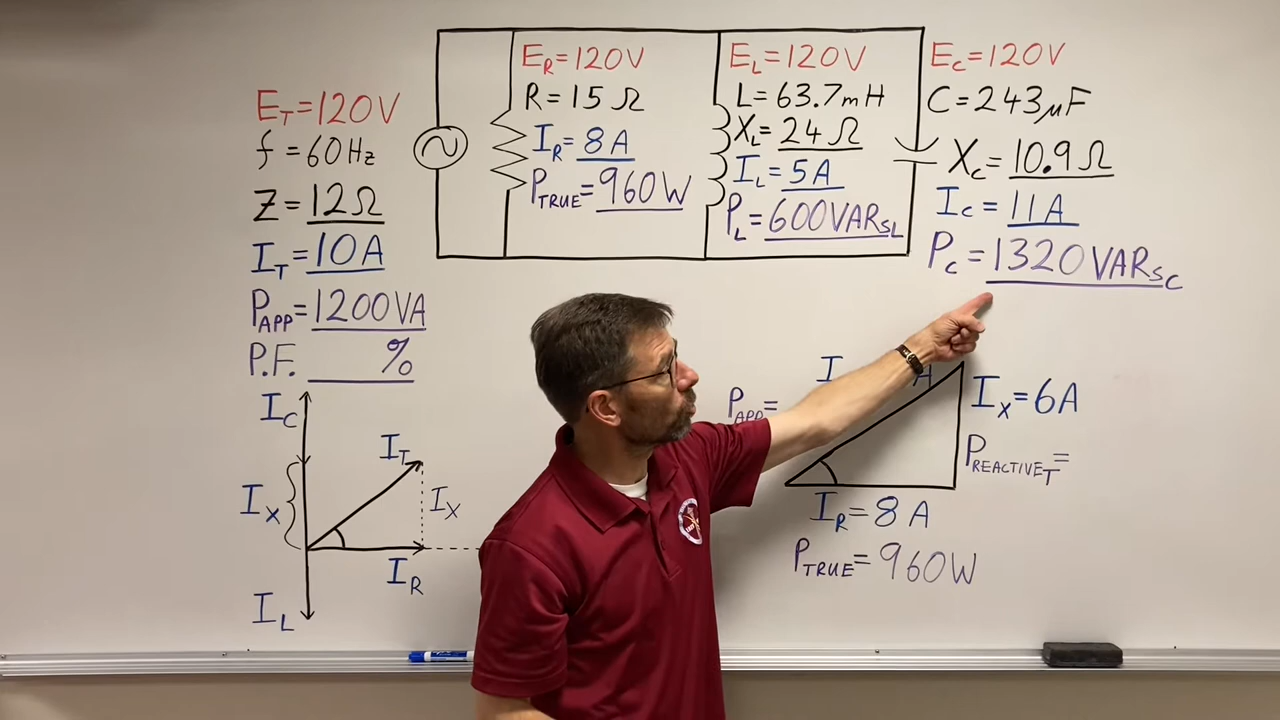 E_T=120V
f=60Hz
Z=12Ω
I_T=10A
P_APP=1200VA
P.F. %
E_R=120V
R=15Ω
I_R=8A
P_TRUE=960W
E_L=120V
L=63.7mH
X_L=24Ω
I_L=5A
P_L=600VARs_L
E_C=120V
C=243μF
X_C=10.9Ω
I_C=11A
P_C=1320VARs_C
I_C
I_T
I_X
I_X
I_R
I_L
I
A
P_APP=
I_X=6A
P_REACTIVE_T=
I_R=8A
P_TRUE=960W